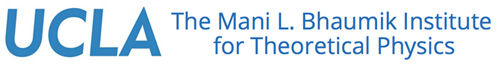 UCLA
The Mani L. Bhaumik Institute
for Theoretical Physics